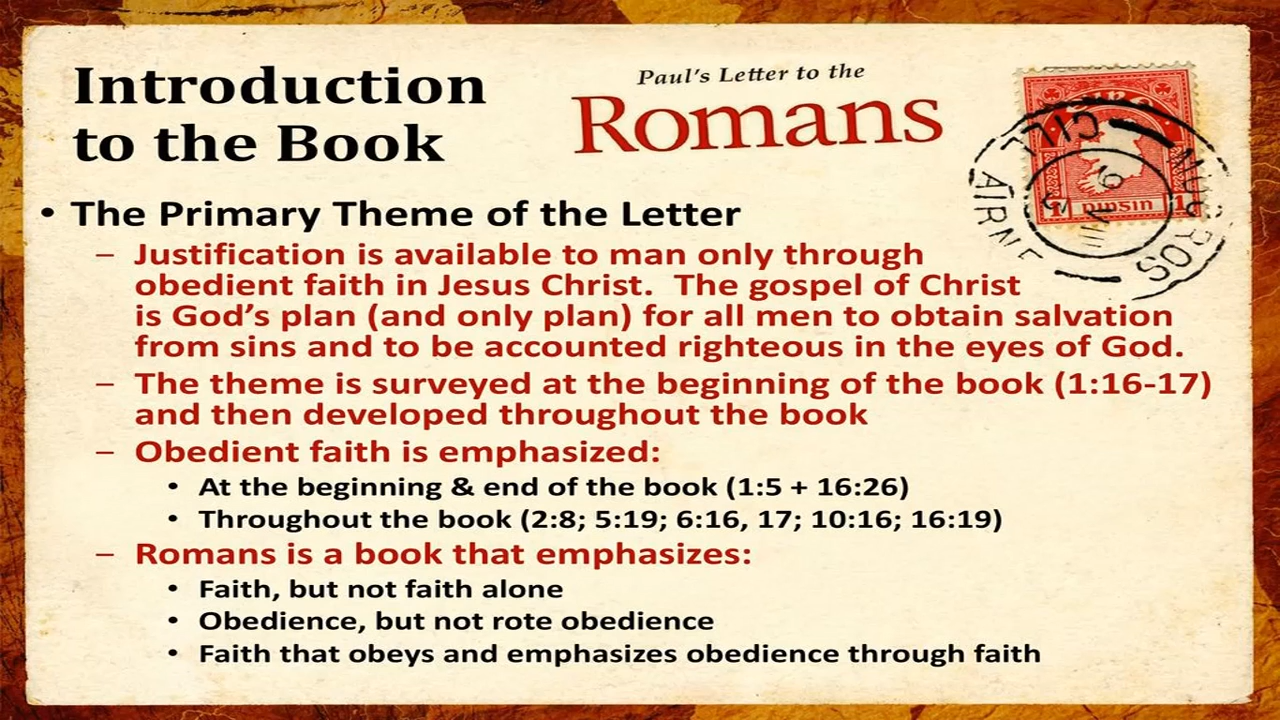 Introduction
to the Book
Paul's Letter to the
Romans
• The Primary Theme of the Letter
– Justification is available to man only through
obedient faith in Jesus Christ.  The gospel of Christ
is God's plan (and only plan) for all men to obtain salvation
from sins and to be accounted righteous in the eyes of God.
– The theme is surveyed at the beginning of the book (1:16-17)
and then developed throughout the book
– Obedient faith is emphasized:
• At the beginning & end of the book (1:5 + 16:26)
• Throughout the book (2:8; 5:19; 6:16, 17; 10:16; 16:19)
– Romans is a book that emphasizes:
• Faith, but not faith alone
• Obedience, but not rote obedience
• Faith that obeys and emphasizes obedience through faith